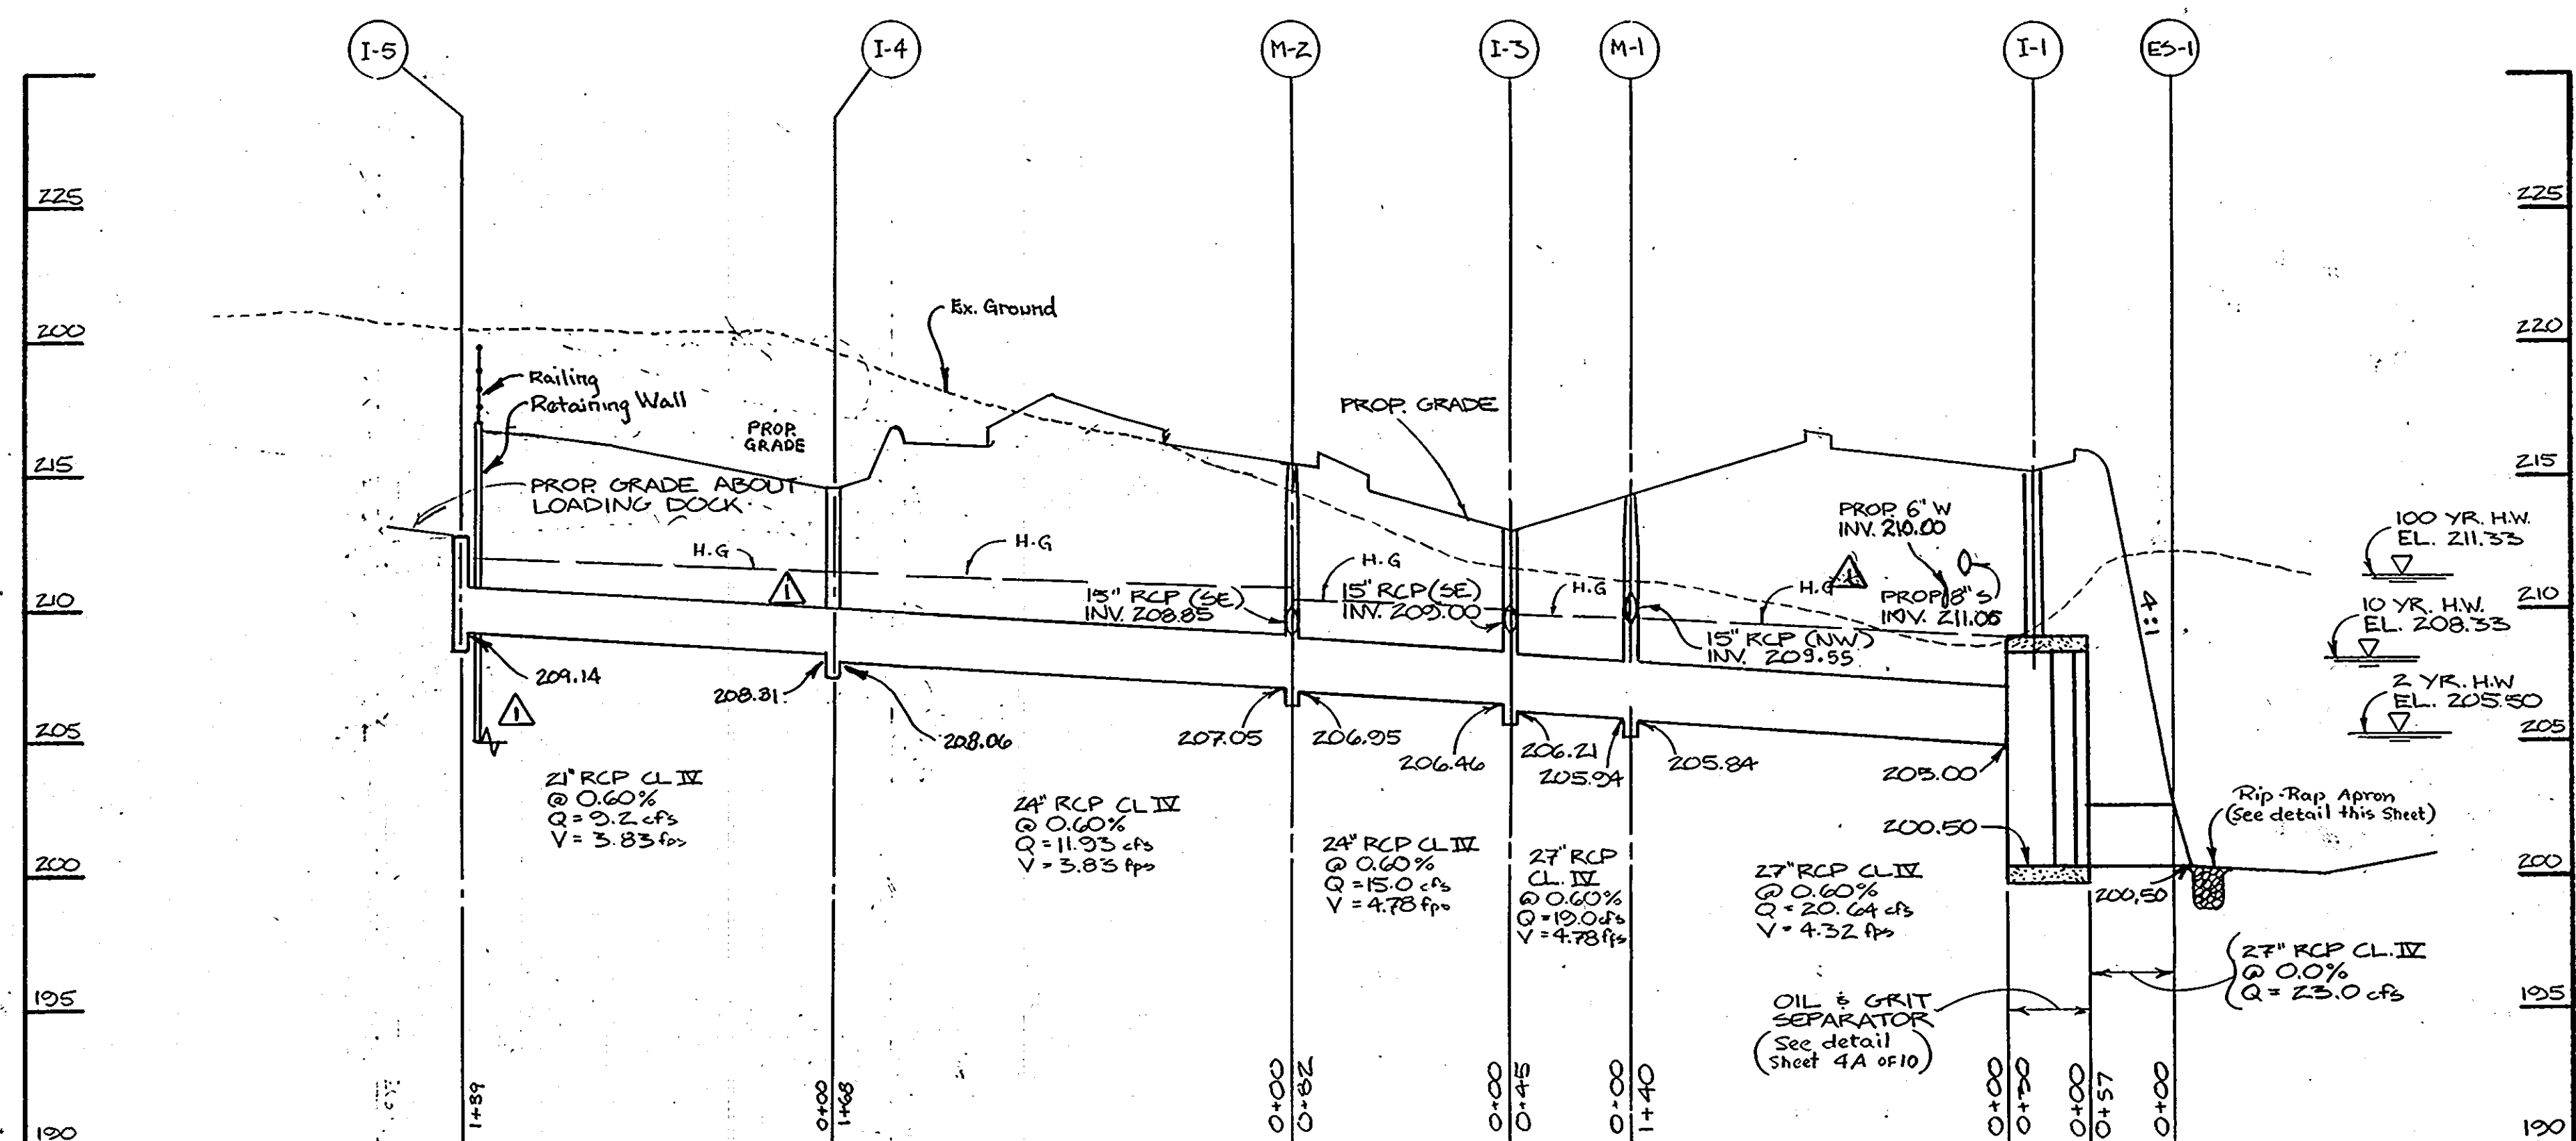 I-5
I-4
M-2
I-3
M-1
I-1
ES-1
225
225
200
220
Ex. Ground
Railing
Retaining Wall
PROP.
GRADE
PROP. GRADE
215
215
PROP. GRADE ABOUT
LOADING DOCK
PROP. 6" W
INV. 210.00
100 YR. H.W.
EL. 211.33
H.G
H.G
H.G
H.G
H.G
1
1
210
210
15" RCP (SE)
INV. 208.85
15" RCP (SE)
INV. 209.00
PROP 8" S
INV. 211.05
15" RCP (NW)
INV. 209.55
4:1
10 YR. H.W.
EL. 208.33
2 YR. H.W
EL. 205.50
209.14
208.31
208.06
207.05
206.95
206.46
206.21
205.94
205.84
205.00
205
205
21" RCP CL IV
@ 0.60%
Q = 9.2 cfs
V = 3.83 fps
24" RCP CL IV
@ 0.60%
Q = 11.93 cfs
V = 3.83 fps
24" RCP CL IV
@ 0.60%
Q = 15.0 cfs
V = 4.78 fps
27" RCP
CL. IV
@ 0.60%
Q = 19.0 cfs
V = 4.78 fps
27" RCP CL IV
@ 0.60%
Q = 20.64 cfs
V = 4.32 fps
200.50
Rip-Rap Apron
(See detail this Sheet)
200
200
200.50
27" RCP CL. IV
@ 0.0%
Q = 23.0 cfs
OIL & GRIT
SEPARATOR
(See detail
Sheet 4A OF 10)
195
195
1+39
0+00
1+68
0+00
0+82
0+00
0+45
0+00
1+40
0+00
0+30
0+00
0+57
0+00
190
190